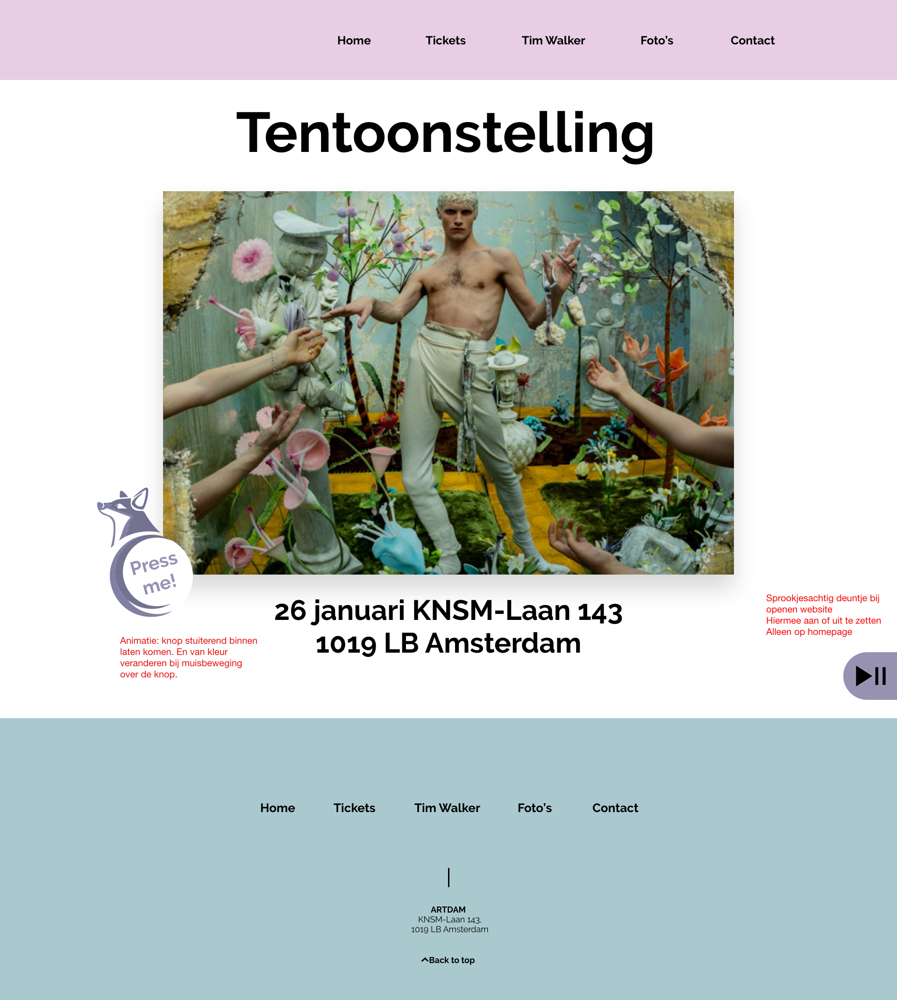 Home
Tickets
Tim Walker
Foto’s
Contact
Tentoonstelling
Press
me!
26 januari KNSM-Laan 143
1019 LB Amsterdam
Animatie: knop stuiterend binnen
laten komen. En van kleur
veranderen bij muisbeweging
over de knop.
Sprookjesachtig deuntje bij
openen website
Hiermee aan of uit te zetten
Alleen op homepage
Home
Tickets
Tim Walker
Foto’s
Contact
ARTDAM
KNSM-Laan 143,
1019 LB Amsterdam
Back to top